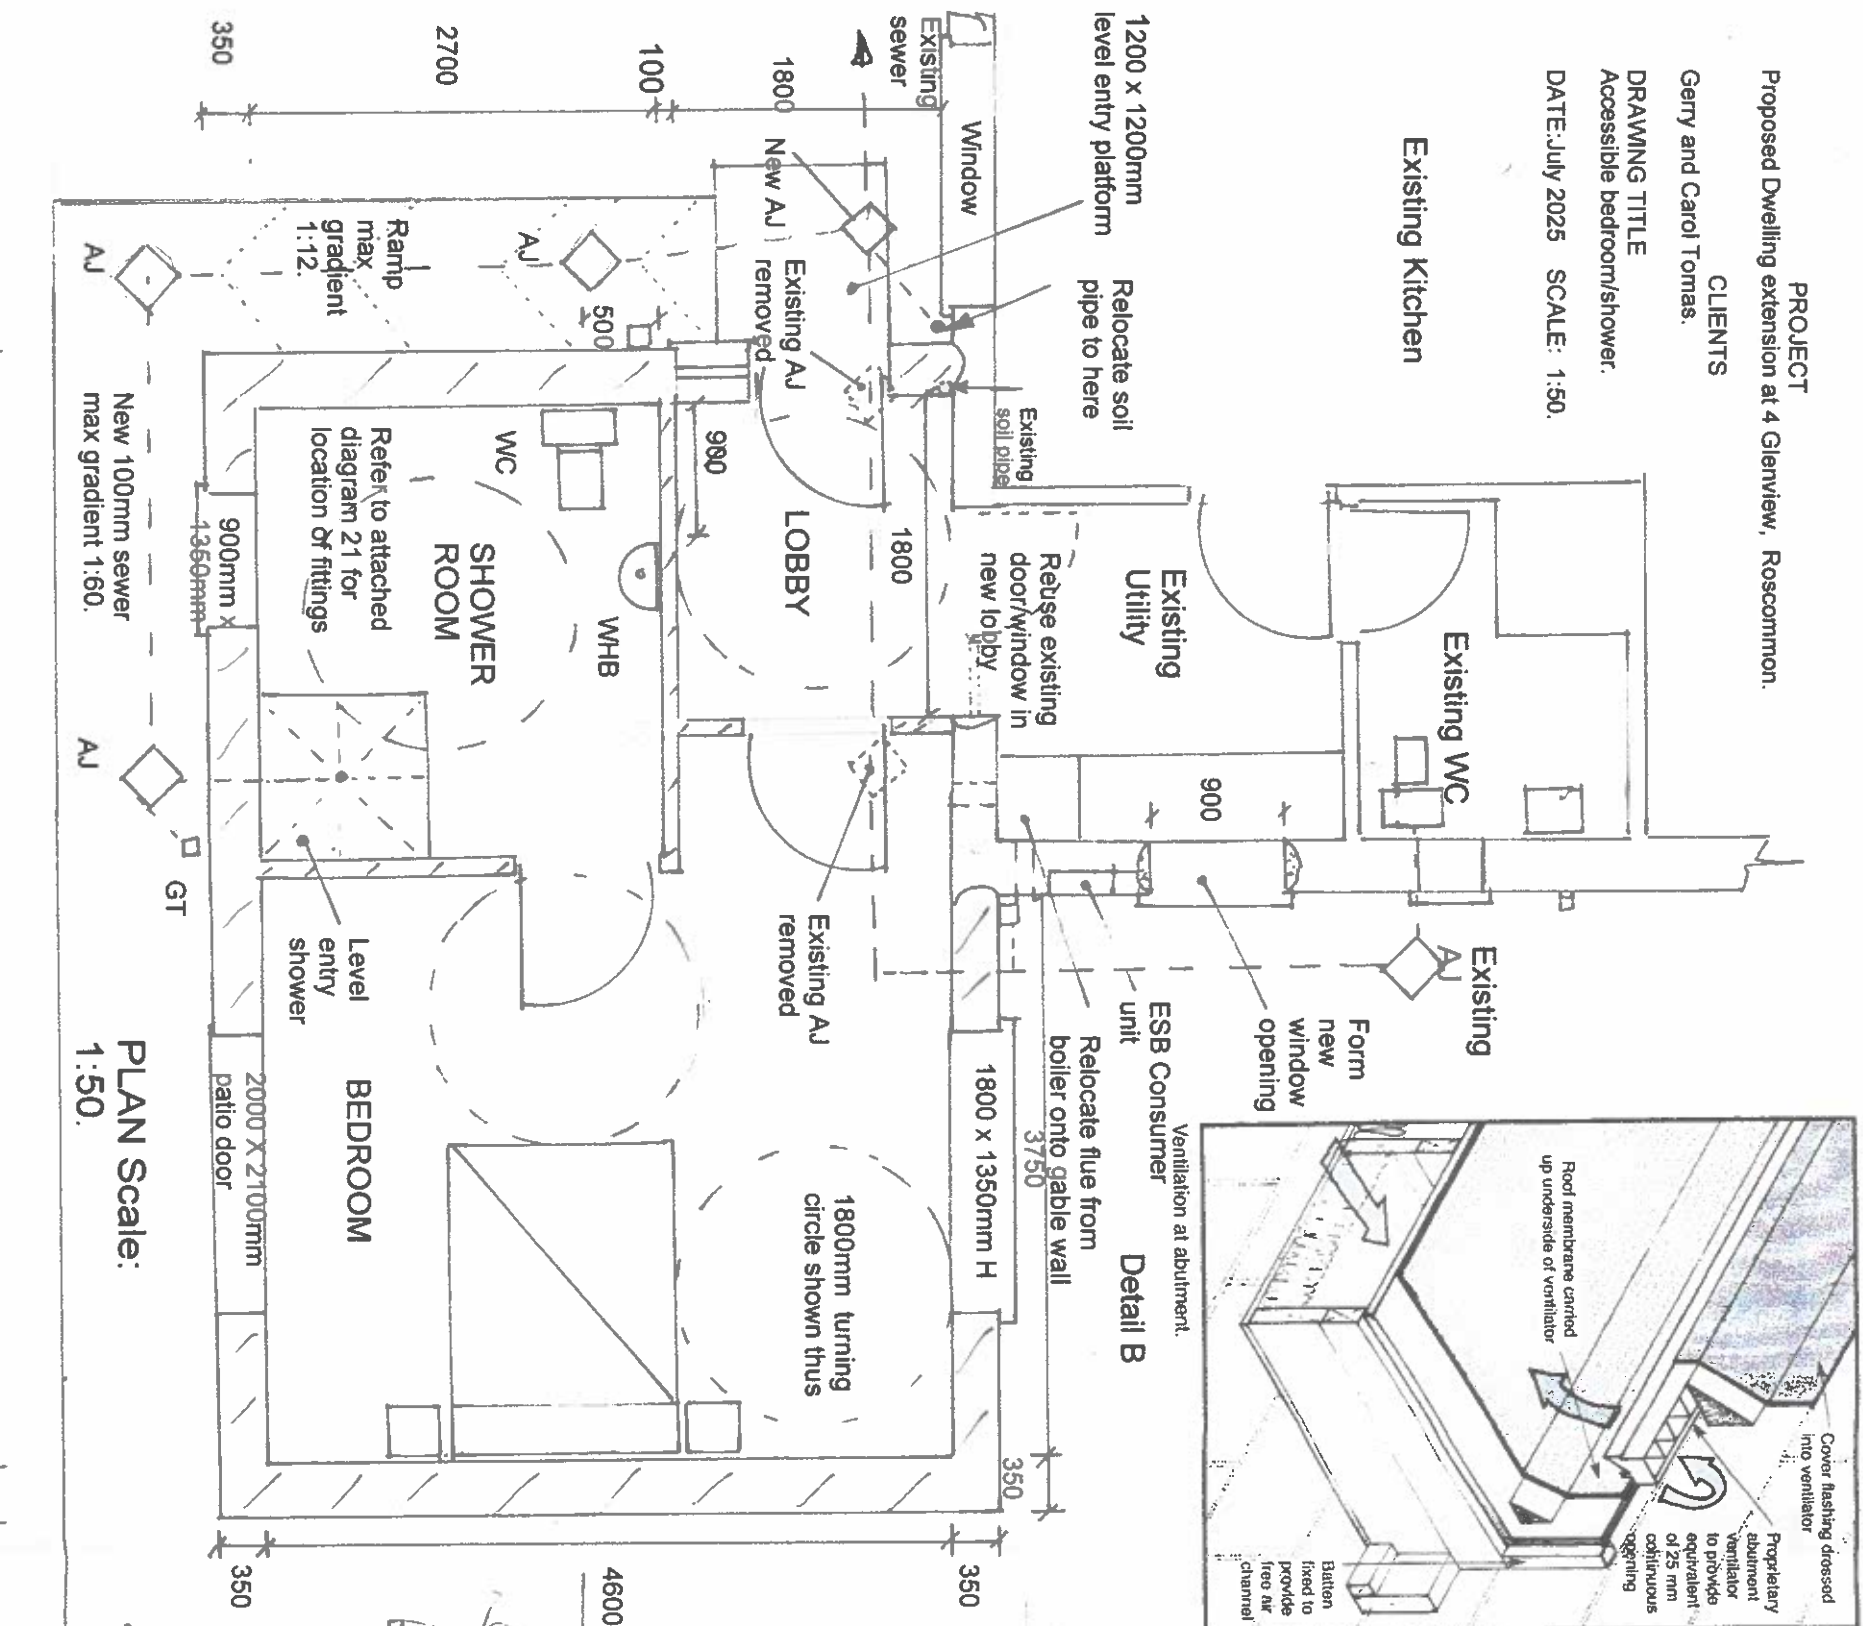 PROJECT
Proposed Dwelling extension at 4 Glenview, Roscommon.
CLIENTS
Gerry and Carol Tomas.
DRAWING TITLE
Accessible bedroom/shower.
DATE:July 2025 SCALE: 1:50.
Existing Kitchen
1200 x 1200mm
level entry platform
Relocate soil
pipe to here
Existing
soil pipe
Existing
sewer
Window
1800
100
2700
350
New AJ
Existing AJ
removed
AJ
Ramp
max
gradient
1:12.
500
AJ
New 100mm sewer
max gradient 1:60.
900mm x
1350mm
WC
Refer to attached
diagram 21 for
location of fittings
SHOWER
ROOM
WHB
900
LOBBY
1800
Reuse existing
door/window in
new lobby
Existing
Utility
Existing WC
900
Existing
AJ
Form
new
window
opening
ESB Consumer
unit
Relocate flue from
boiler onto gable wall
3750
1800 x 1350mm H
Existing AJ
removed
AJ
GT
Level
entry
shower
BEDROOM
2000 X 2100mm
patio door
1800mm turning
circle shown thus
350
350
4600
350
PLAN Scale:
1:50.
Ventilation at abutment.
Detail B
Roof membrane carried
up underside of ventilator
Cover flashing dressed
into ventilator
Proprietary
abutment
ventilator
to provide
equivalent
of 25 mm
continuous
opening
Batten
fixed to
provide
free air
channel